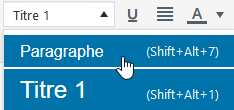 Titre 1 U A
Paragraphe (Shift+Alt+7)
Titre 1 (Shift+Alt+1)